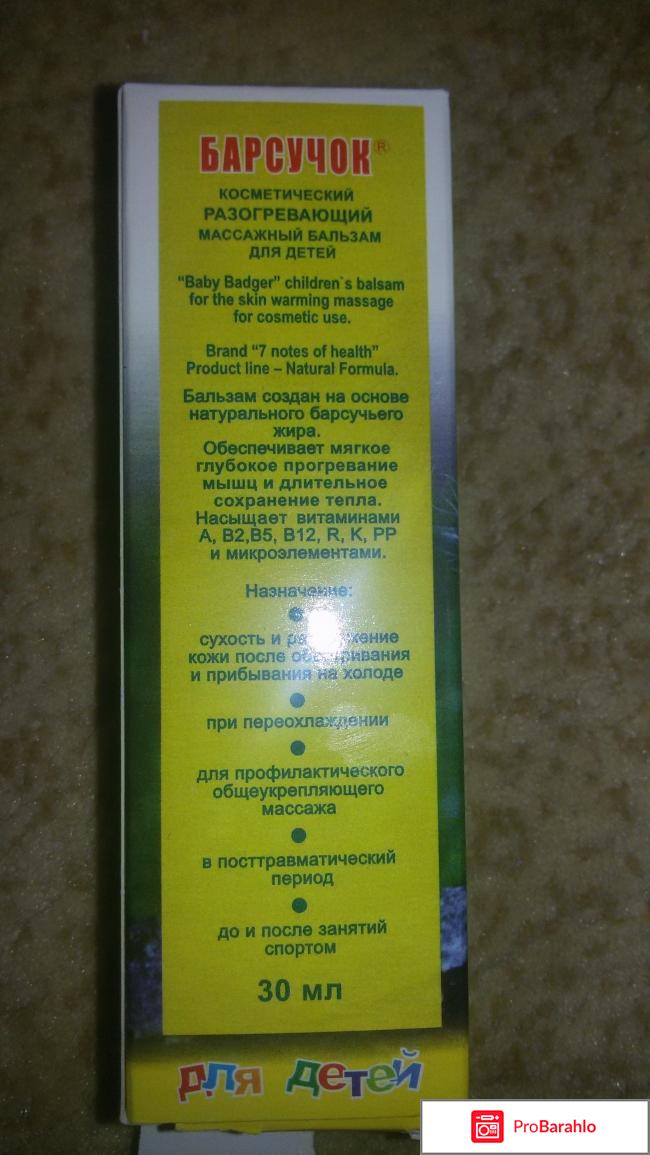 БАРСУЧОК®
КОСМЕТИЧЕСКИЙ
РАЗОГРЕВАЮЩИЙ
МАССАЖНЫЙ БАЛЬЗАМ
ДЛЯ ДЕТЕЙ
"Baby Badger" children`s balsam
for the skin warming massage
for cosmetic use.
Brand "7 notes of health"
Product line – Natural Formula.
Бальзам создан на основе
натурального барсучьего
жира.
Обеспечивает мягкое
глубокое прогревание
мышц и длительное
сохранение тепла.
Насыщает витаминами
A, B2,B5, B12, R, K, PP
и микроэлементами.
Назначение:
сухость и
кожи после
и прибывания на холоде
при переохлаждении
для профилактического
общеукрепляющего
массажа
в посттравматический
период
до и после занятий
спортом
30 мл
для детей
ProBarahlo